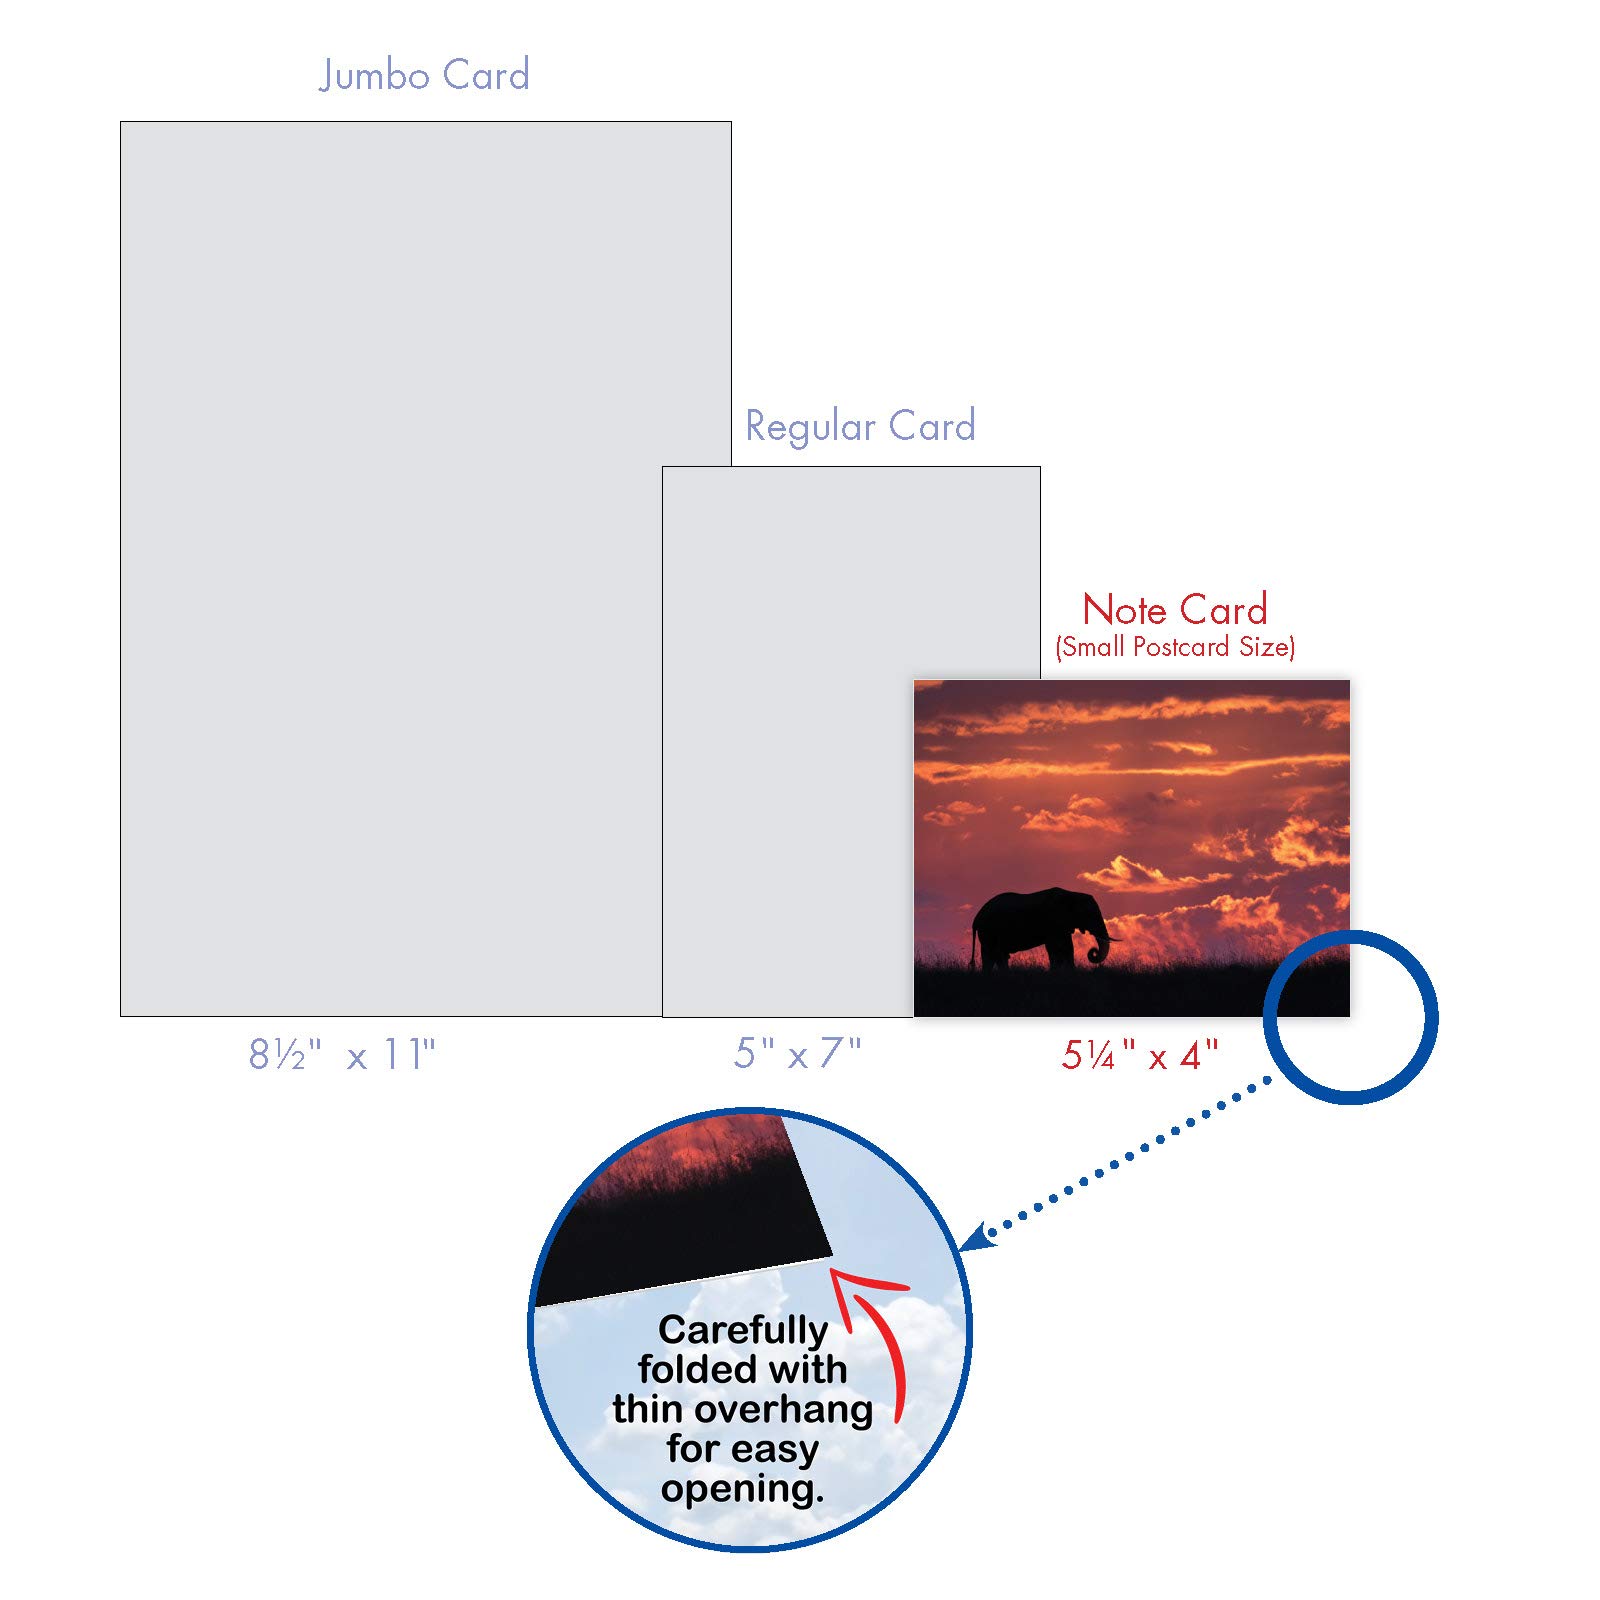 Jumbo Card
Regular Card
Note Card
(Small Postcard Size)
8½" x 11"
5" x 7"
5¼" x 4"
Carefully
folded with
thin overhang
for easy
opening.